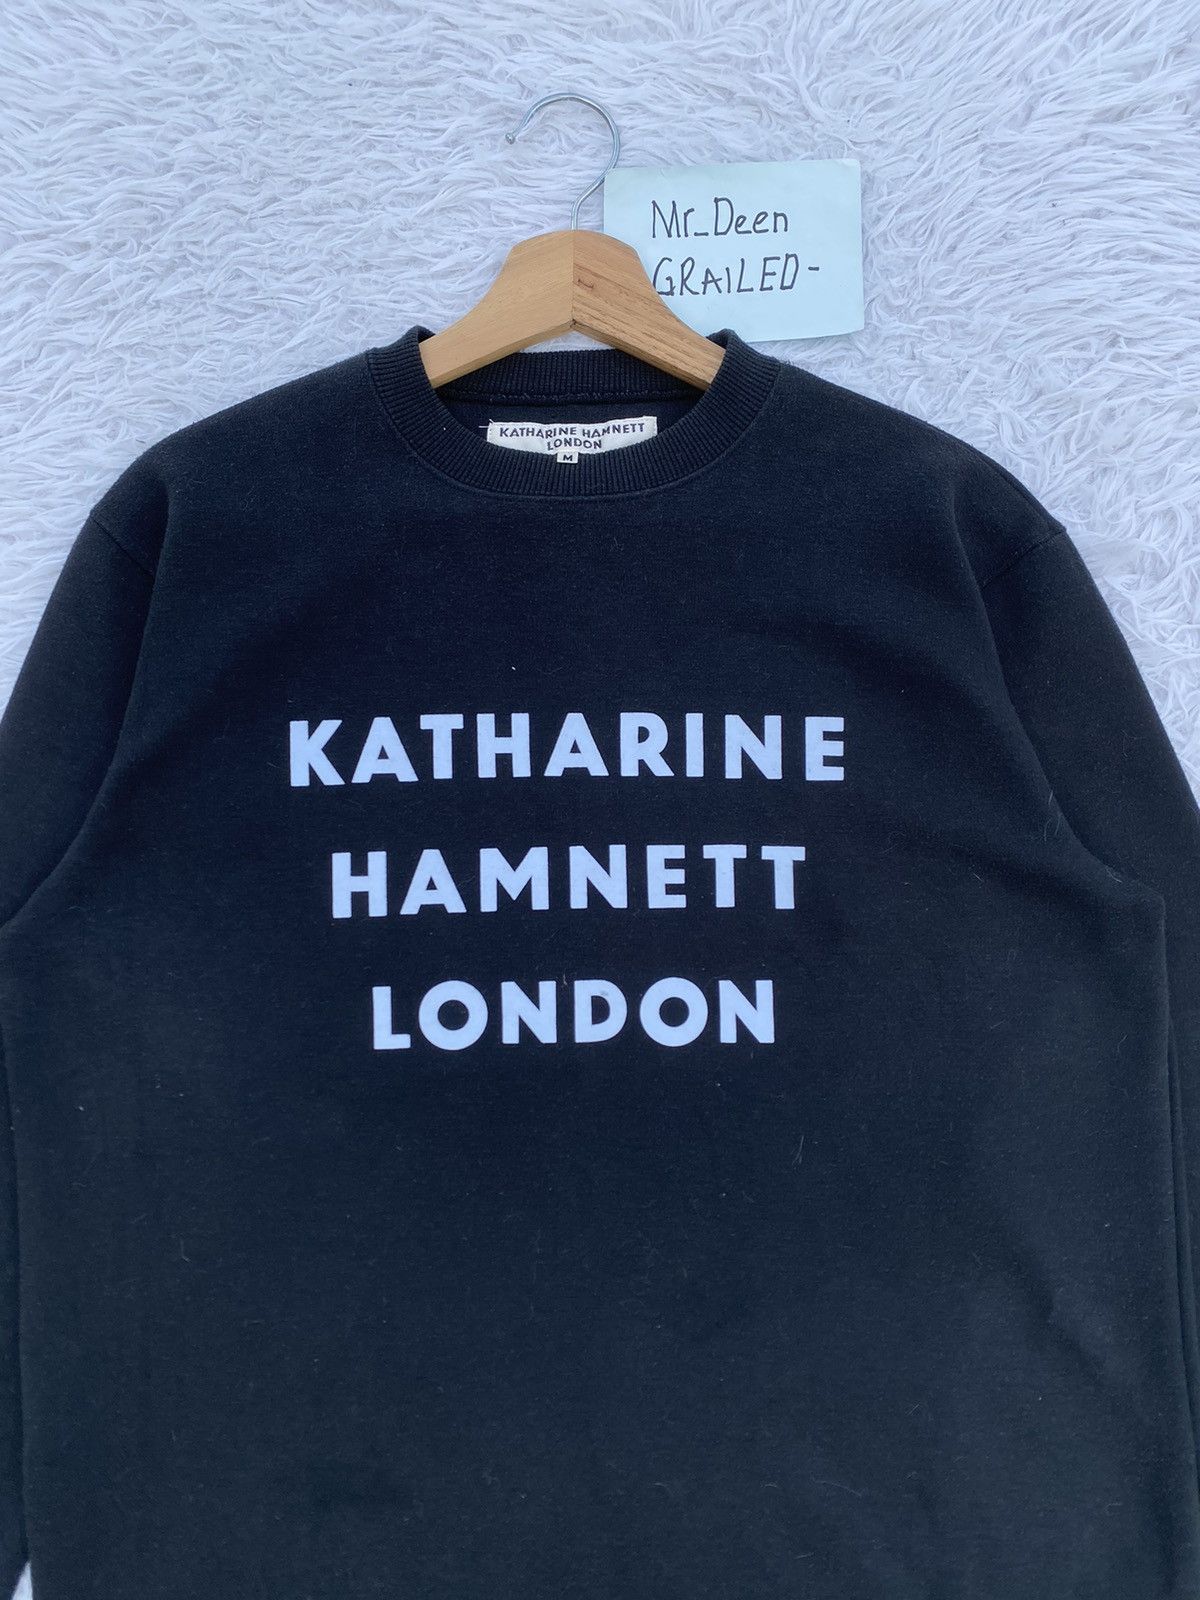 Mr_Deen
GRAILED-
KATHARINE HAMNETT
LONDON
M
KATHARINE
HAMNETT
LONDON